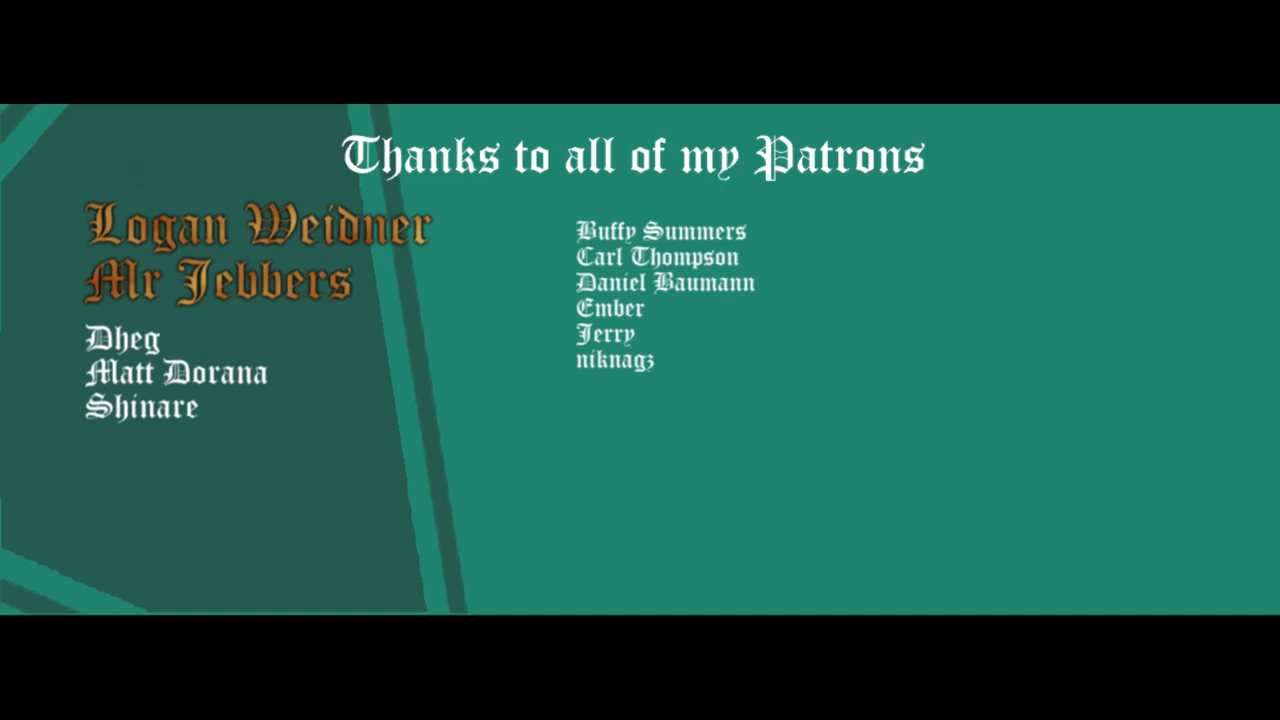 Thanks to all of my Patrons
Logan Weidner
Mr Jebbers
Dheg
Matt Dorana
Shinare
Buffy Summers
Carl Thompson
Daniel Baumann
Ember
Jerry
niknagz